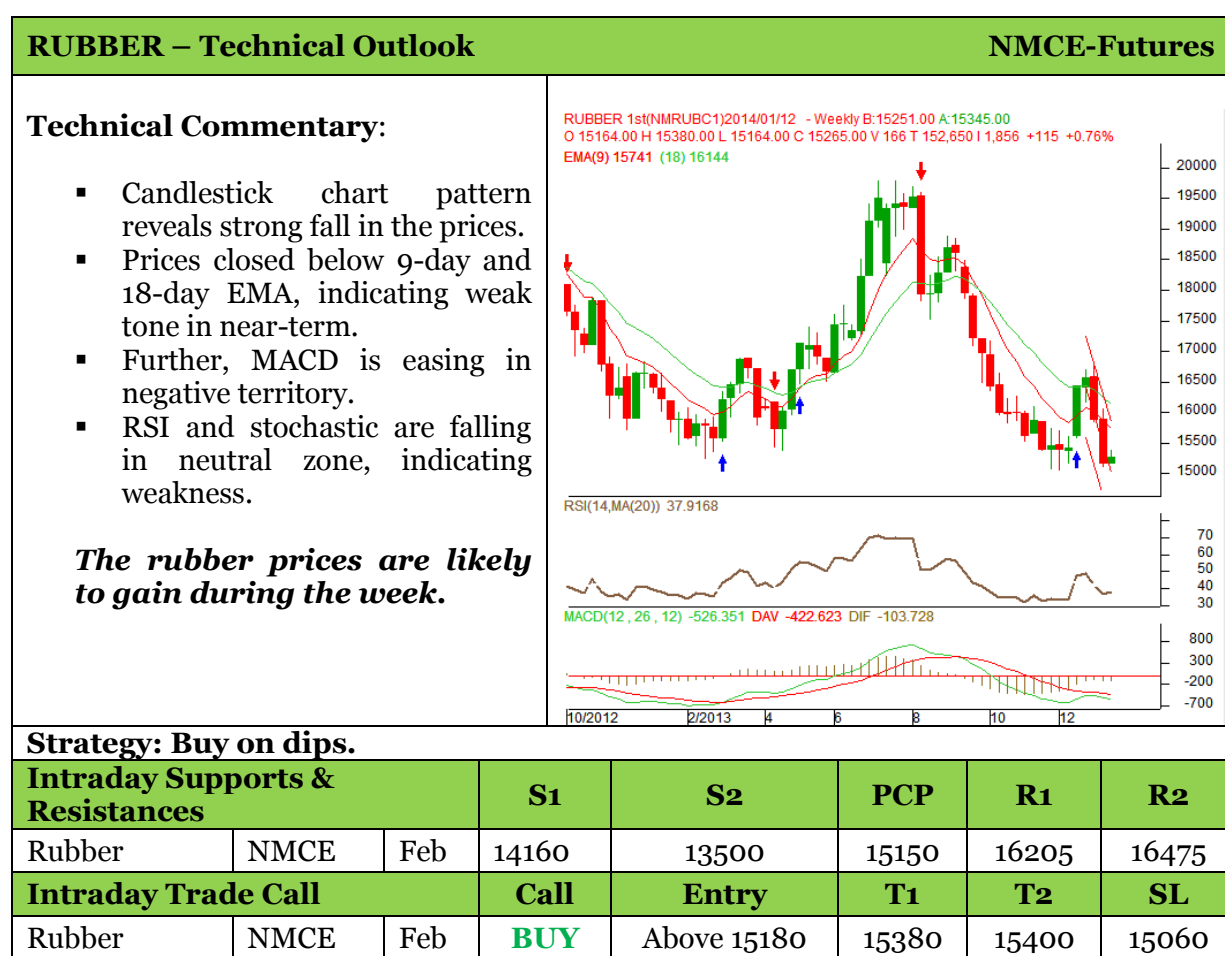 RUBBER – Technical Outlook NMCE-Futures
Technical Commentary:
▪ Candlestick chart pattern
reveals strong fall in the prices.
▪ Prices closed below 9-day and
18-day EMA, indicating weak
tone in near-term.
▪ Further, MACD is easing in
negative territory.
▪ RSI and stochastic are falling
in neutral zone, indicating
weakness.
The rubber prices are likely
to gain during the week.
RUBBER 1st(NMRUBC1)2014/01/12 - Weekly B:15251.00 A:15345.00
O 15164.00 H 15380.00 L 15164.00 C 15265.00 V 166 T 152,650 I 1,856 +115 +0.76%
EMA(9) 15741 (18) 16144
20000
19500
19000
18500
18000
17500
17000
16500
16000
15500
15000
RSI(14,MA(20)) 37.9168
70
60
50
40
30
MACD(12 , 26 , 12) -526.351 DAV -422.623 DIF -103.728
800
300
-200
-700
10/2012 2/2013 4 6 8 10 12
Strategy: Buy on dips.
Intraday Supports &
Resistances S1 S2 PCP R1 R2
Rubber NMCE Feb 14160 13500 15150 16205 16475
Intraday Trade Call Call Entry T1 T2 SL
Rubber NMCE Feb BUY Above 15180 15380 15400 15060